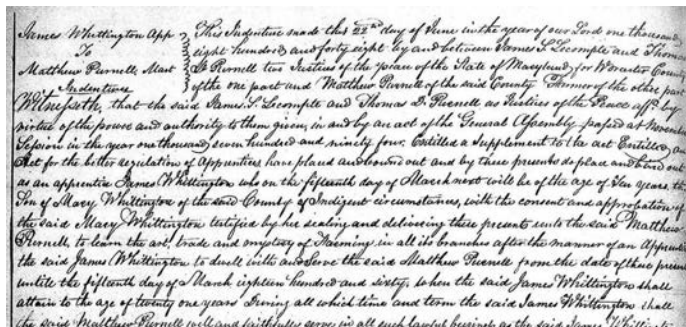 James Whittington App
To
Matthew Purnell, Mast
Indentures
This Indenture made this 22nd day of June in the year of our Lord one thousand
eight hundred and forty eight by and between James S. Lecompte and Thomas
D. Purnell two Justices of the peace of the State of Maryland, for Worcester County
of the one part and Matthew Purnell of the said County Farmer of the other part
Witnesseth, that the said James S. Lecompte and Thomas D. Purnell as Justices of the Peace affd. by
virtue of the power and authority to them given, in and by an act of the General Assembly passed at November
Session in the year one thousand, seven hundred and ninety four. Entitled a Supplement to the act Entitled an
Act for the better regulation of Apprentices have placed and bound out and by these presents do place and bind out
as an apprentice James Whittington who on the fifteenth day of March next will be of the age of Ten years, the
Son of Mary Whittington of the said County of Indigent circumstances, with the consent and approbation of
the said Mary Whittington testified by her sealing and delivering these presents unto the said Matthew
Purnell, to learn the art, trade and mystery of Farming in all its branches after the manner of an Apprentice
the said James Whittington to dwell with and Serve the said Matthew Purnell from the date of these presents
untill the fifteenth day of March eighteen hundred and sixty, when the said James Whittington shall
attain to the age of twenty one years During all which time and term the said James Whittington shall
the said Matthew Purnell well and faithfully serve in all such lawful business as the said James Whittington